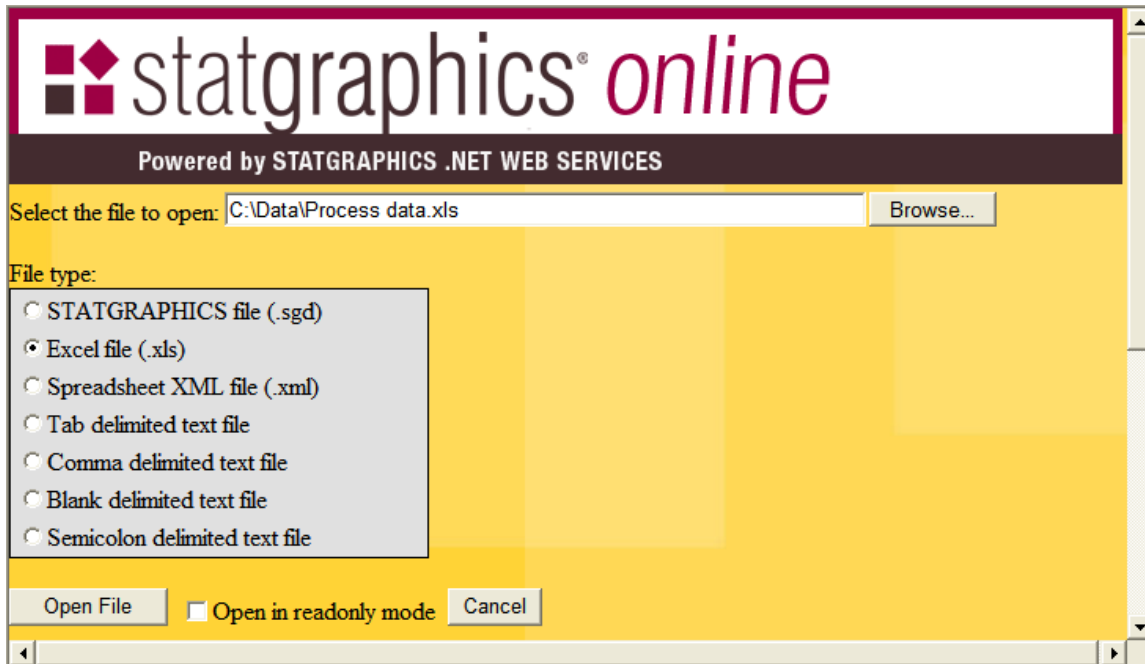 statgraphics® online
Powered by STATGRAPHICS .NET WEB SERVICES
Select the file to open: C:\Data\Process data.xls Browse...
File type:
STATGRAPHICS file (.sgd)
Excel file (.xls)
Spreadsheet XML file (.xml)
Tab delimited text file
Comma delimited text file
Blank delimited text file
Semicolon delimited text file
Open File Open in readonly mode Cancel